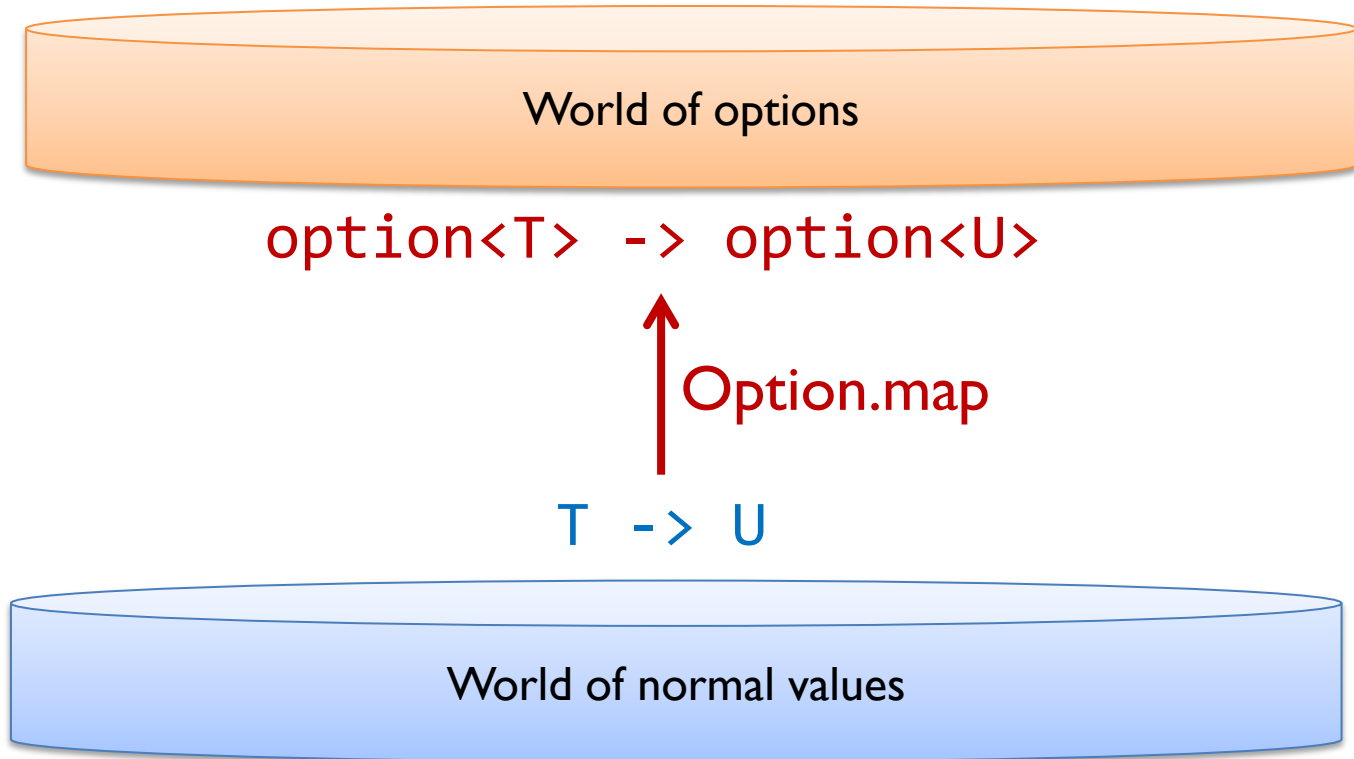 World of options
option<T> -> option<U>
Option.map
T -> U
World of normal values